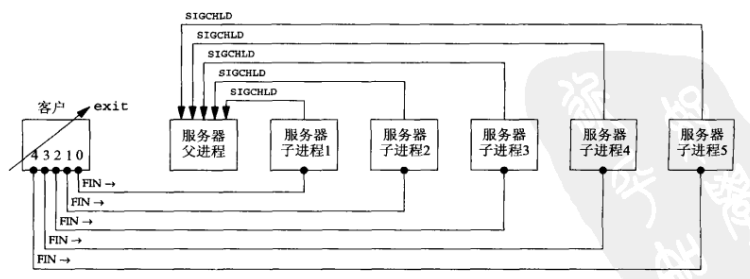 SIGCHLD
SIGCHLD
SIGCHLD
SIGCHLD
SIGCHLD
客户
exit
4 3 2 1 0
服务器
父进程
服务器
子进程1
服务器
子进程2
服务器
子进程3
服务器
子进程4
服务器
子进程5
FIN →
FIN →
FIN →
FIN →
FIN →